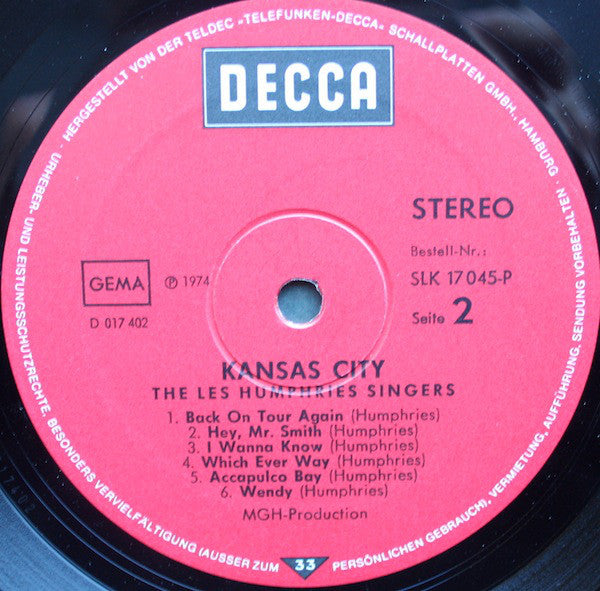 DECCA
STEREO
Bestell-Nr.:
SLK 17045-P
Seite 2
GEMA
℗ 1974
D 017 402
KANSAS CITY
THE LES HUMPHRIES SINGERS
1. Back On Tour Again (Humphries)
2. Hey, Mr. Smith (Humphries)
3. I Wanna Know (Humphries)
4. Which Ever Way (Humphries)
5. Accapulco Bay (Humphries)
6. Wendy (Humphries)
MGH-Production
33
· HERGESTELLT VON DER TELDEC »TELEFUNKEN-DECCA« SCHALLPLATTEN GMBH., HAMBURG · URHEBER- UND LEISTUNGSSCHUTZRECHTE, BESONDERS VERVIELFÄLTIGUNG (AUSSER ZUM PERSÖNLICHEN GEBRAUCH), VERMIETUNG, AUFFÜHRUNG, SENDUNG VORBEHALTEN